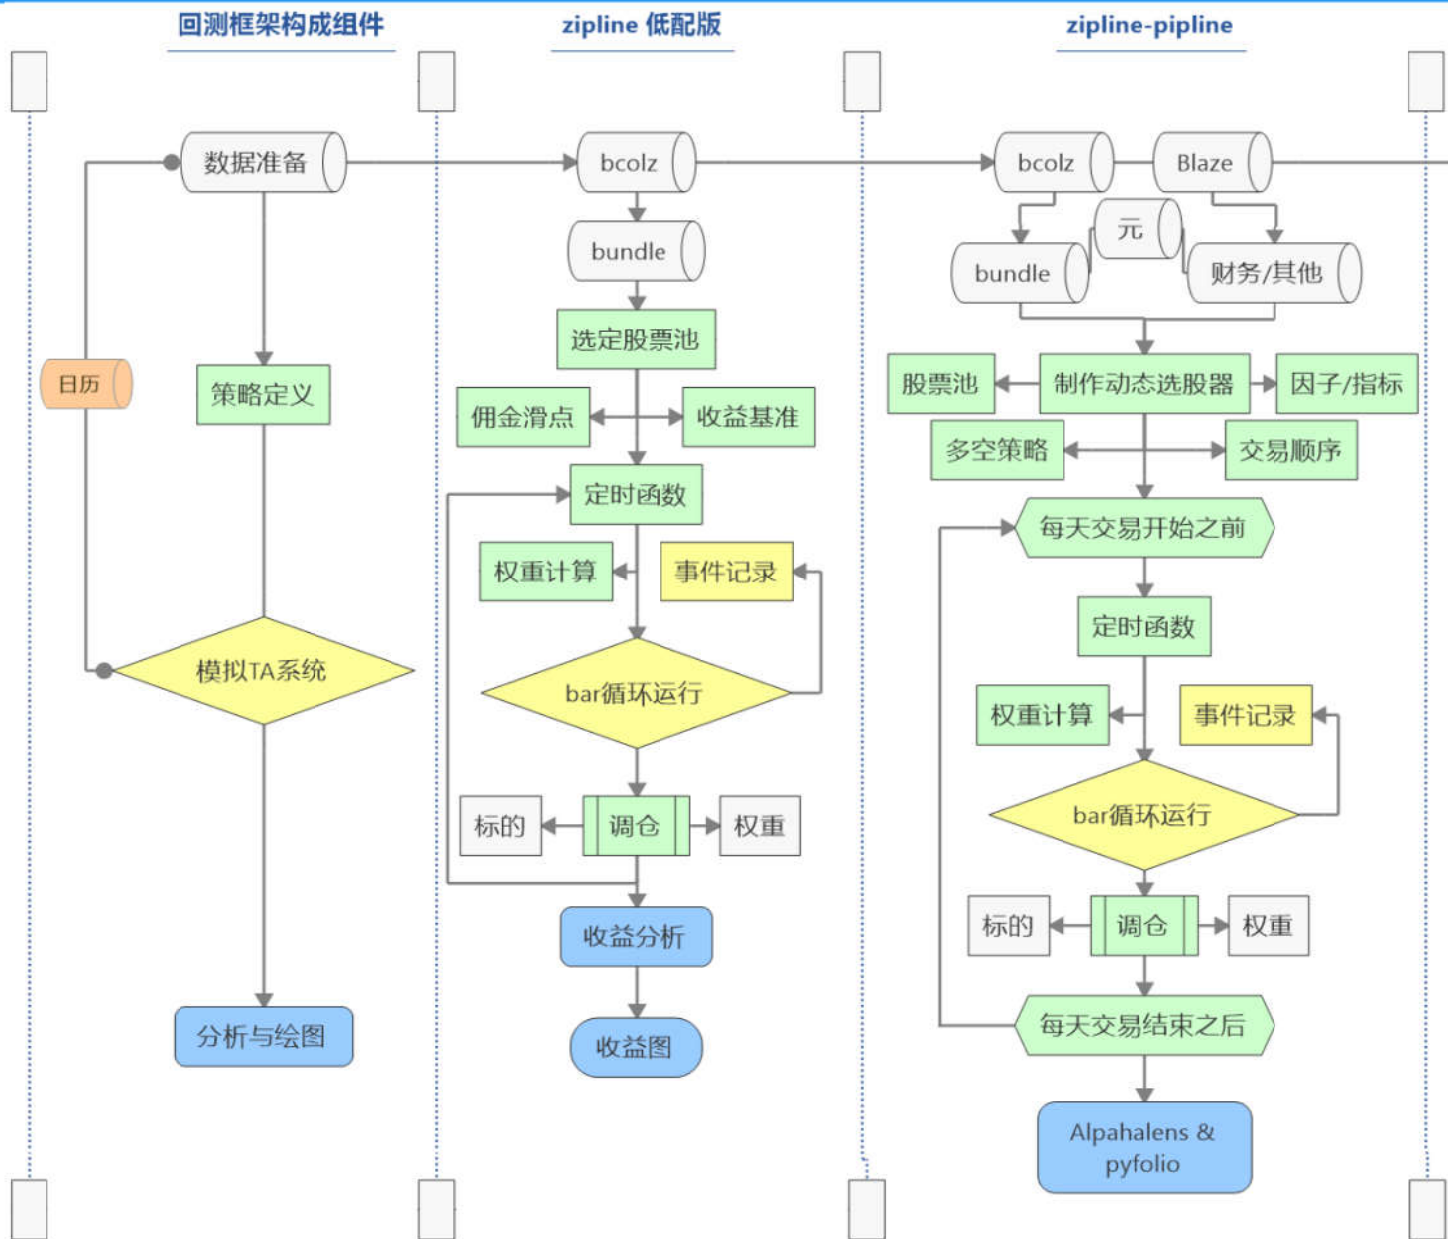 回测框架构成组件
数据准备
日历
策略定义
模拟TA系统
分析与绘图
zipline 低配版
bcolz
bundle
选定股票池
佣金滑点
收益基准
定时函数
权重计算
事件记录
bar循环运行
标的
调仓
权重
收益分析
收益图
zipline-pipline
bcolz
Blaze
元
bundle
财务/其他
股票池
制作动态选股器
因子/指标
多空策略
交易顺序
每天交易开始之前
定时函数
权重计算
事件记录
bar循环运行
标的
调仓
权重
每天交易结束之后
Alpahalens &
pyfolio